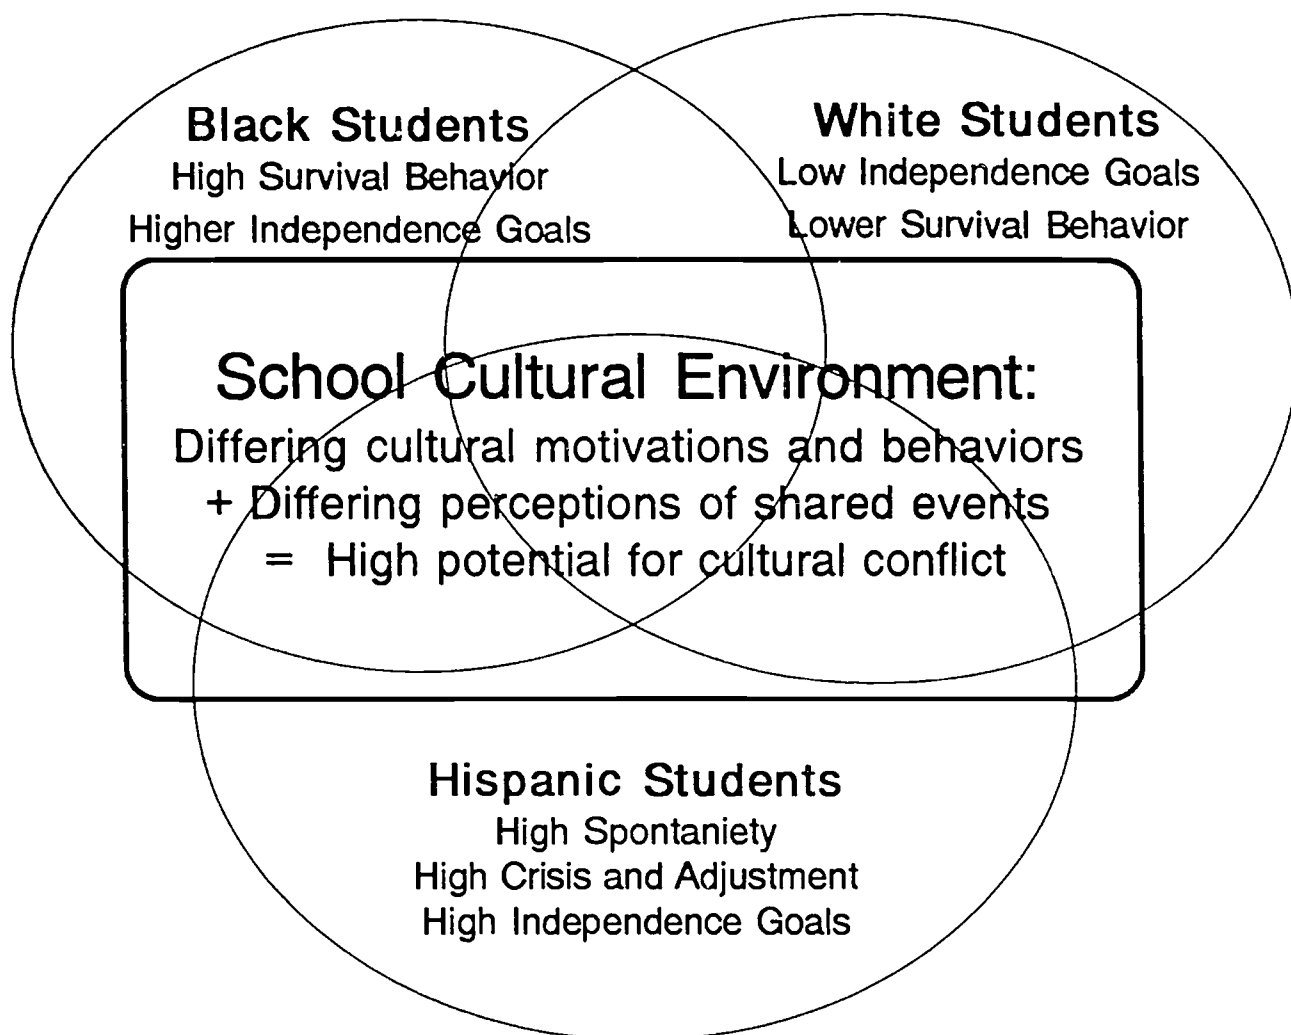 Black Students
High Survival Behavior
Higher Independence Goals
White Students
Low Independence Goals
Lower Survival Behavior
School Cultural Environment:
Differing cultural motivations and behaviors
+ Differing perceptions of shared events
= High potential for cultural conflict
Hispanic Students
High Spontaniety
High Crisis and Adjustment
High Independence Goals